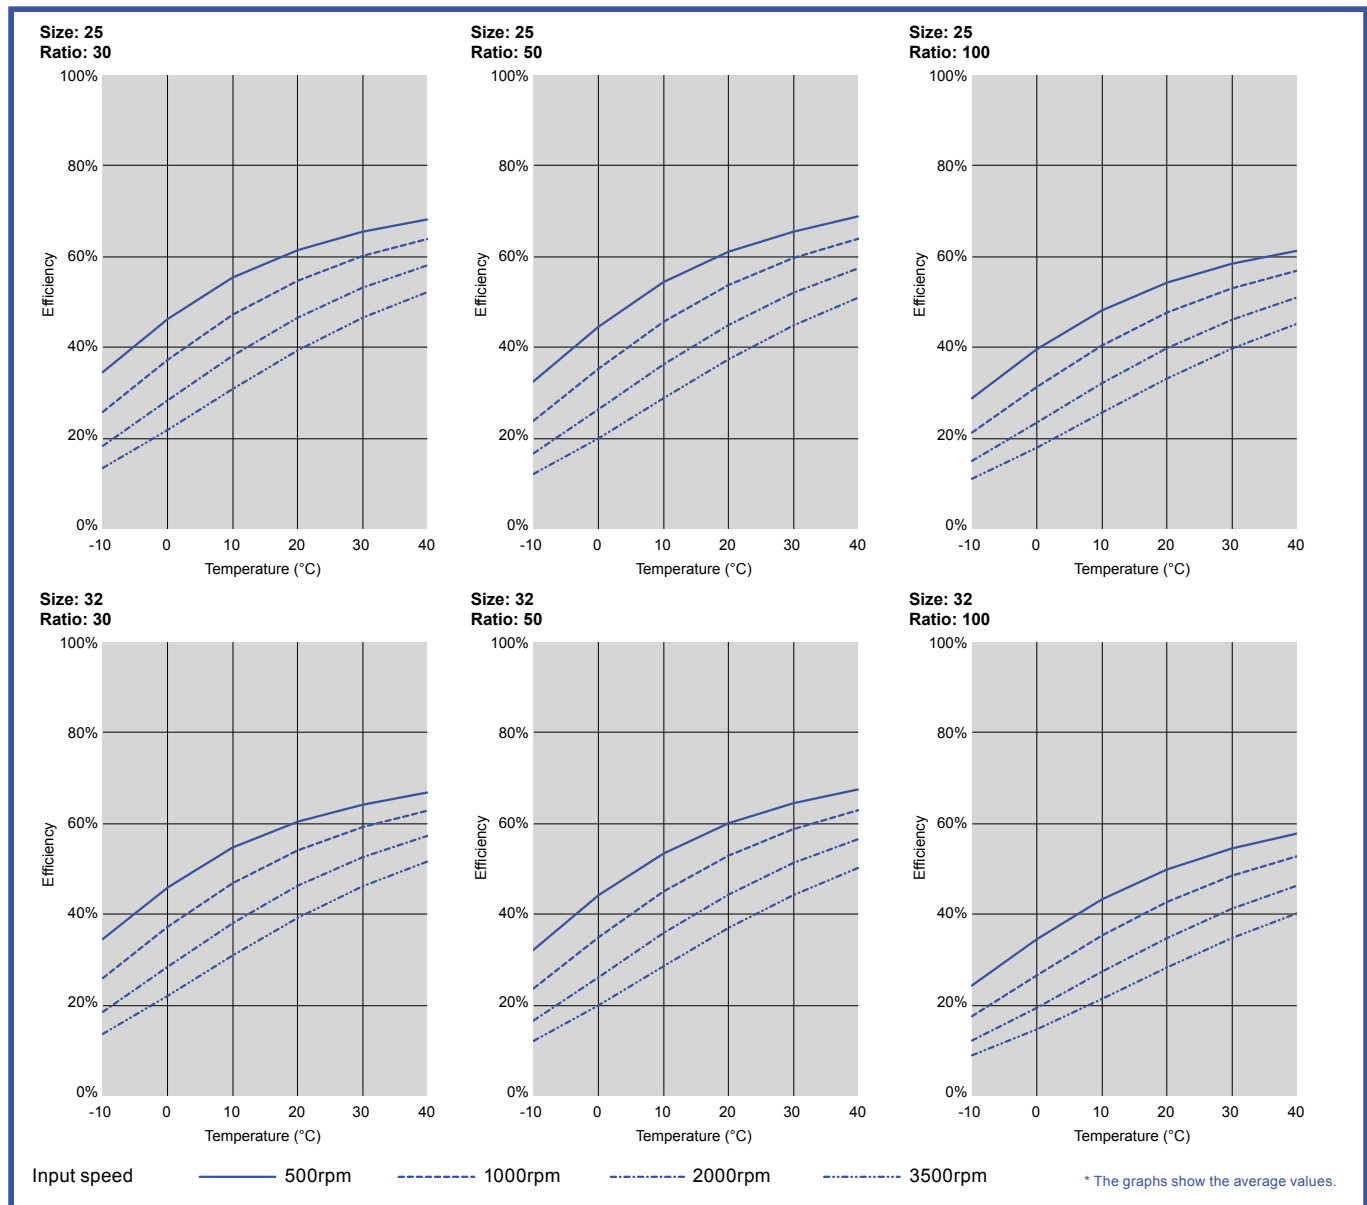 Size: 25
Ratio: 30
100%
80%
60%
40%
20%
0%
Efficiency
-10 0 10 20 30 40
Temperature (°C)
Size: 25
Ratio: 50
100%
80%
60%
40%
20%
0%
Efficiency
-10 0 10 20 30 40
Temperature (°C)
Size: 25
Ratio: 100
100%
80%
60%
40%
20%
0%
Efficiency
-10 0 10 20 30 40
Temperature (°C)
Size: 32
Ratio: 30
100%
80%
60%
40%
20%
0%
Efficiency
-10 0 10 20 30 40
Temperature (°C)
Size: 32
Ratio: 50
100%
80%
60%
40%
20%
0%
Efficiency
-10 0 10 20 30 40
Temperature (°C)
Size: 32
Ratio: 100
100%
80%
60%
40%
20%
0%
Efficiency
-10 0 10 20 30 40
Temperature (°C)
Input speed 500rpm 1000rpm 2000rpm 3500rpm
* The graphs show the average values.